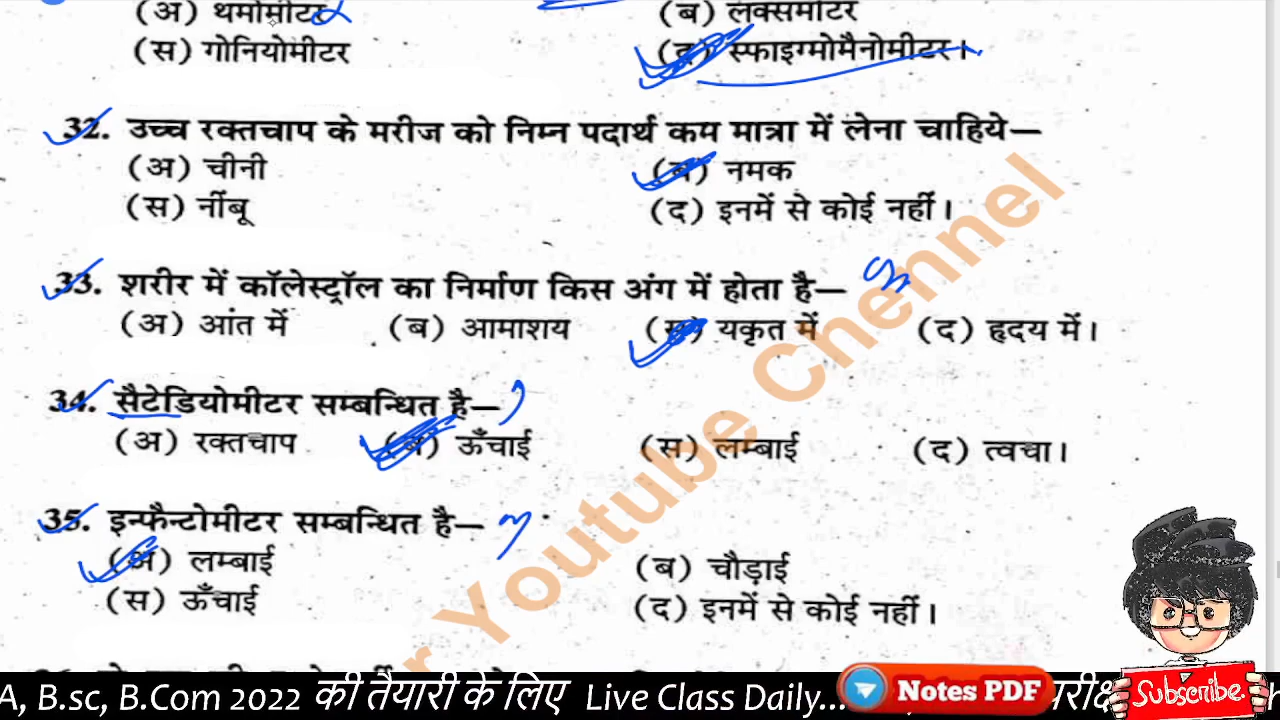 (अ) थर्मामीटर (ब) लक्समीटर
(स) गोनियोमीटर (द) स्फाइग्मोमैनोमीटर।
32. उच्च रक्तचाप के मरीज को निम्न पदार्थ कम मात्रा में लेना चाहिये—
(अ) चीनी (ब) नमक
(स) नींबू (द) इनमें से कोई नहीं।
33. शरीर में कॉलेस्ट्रॉल का निर्माण किस अंग में होता है—
(अ) आंत में (ब) आमाशय (स) यकृत में (द) हृदय में।
34. सैटेडियोमीटर सम्बन्धित है—
(अ) रक्तचाप (ब) ऊँचाई (स) लम्बाई (द) त्वचा।
35. इन्फैन्टोमीटर सम्बन्धित है—
(अ) लम्बाई (ब) चौड़ाई
(स) ऊँचाई (द) इनमें से कोई नहीं।
r Youtube Chennel
A, B.sc, B.Com 2022 की तैयारी के लिए Live Class Daily...
Notes PDF
Subscribe